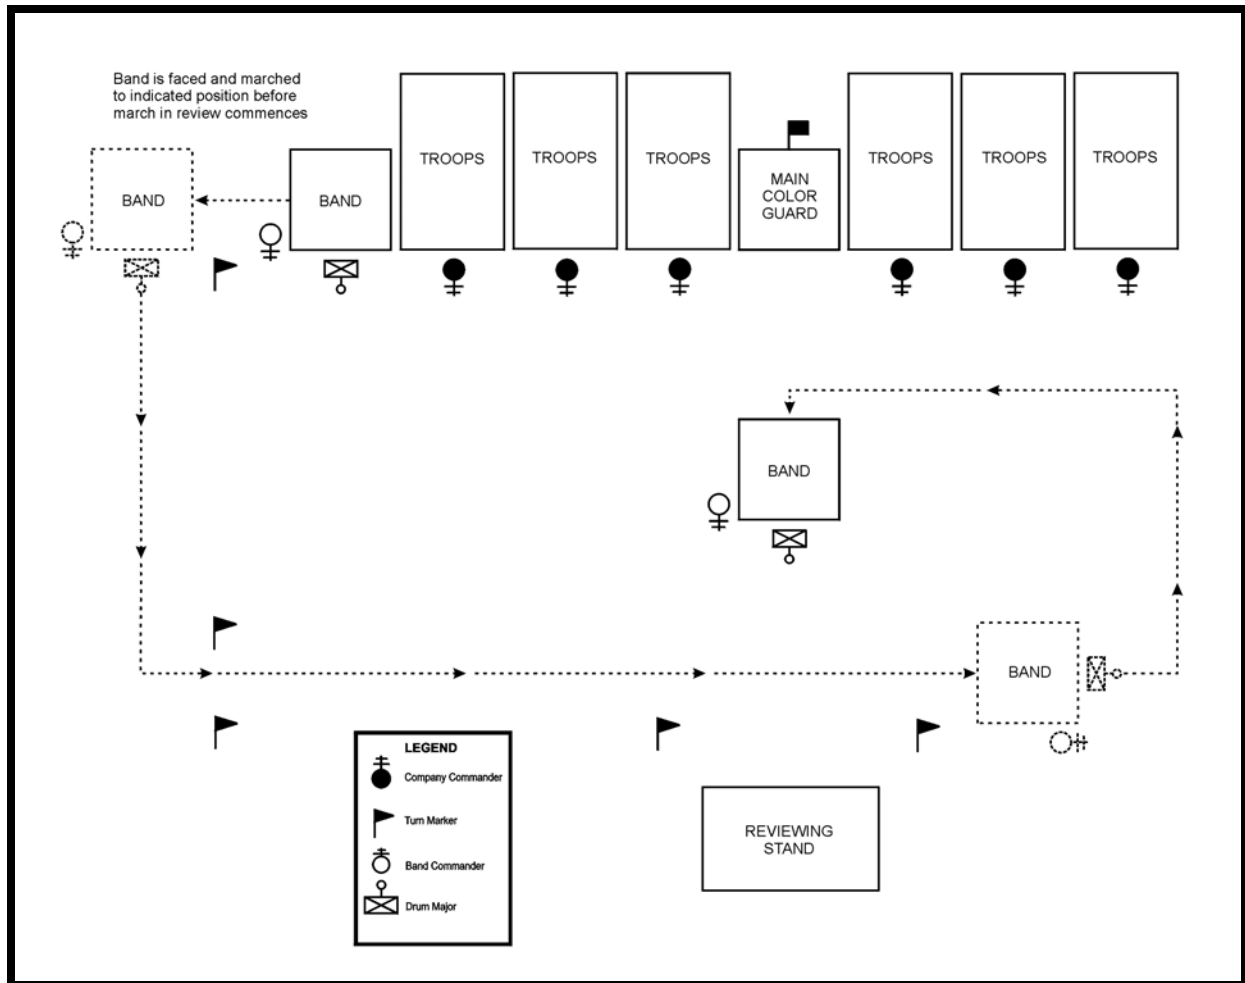 Band is faced and marched
to indicated position before
march in review commences
BAND
BAND
TROOPS
TROOPS
TROOPS
MAIN
COLOR
GUARD
TROOPS
TROOPS
TROOPS
BAND
BAND
LEGEND
Company Commander
Turn Marker
Band Commander
Drum Major
REVIEWING
STAND